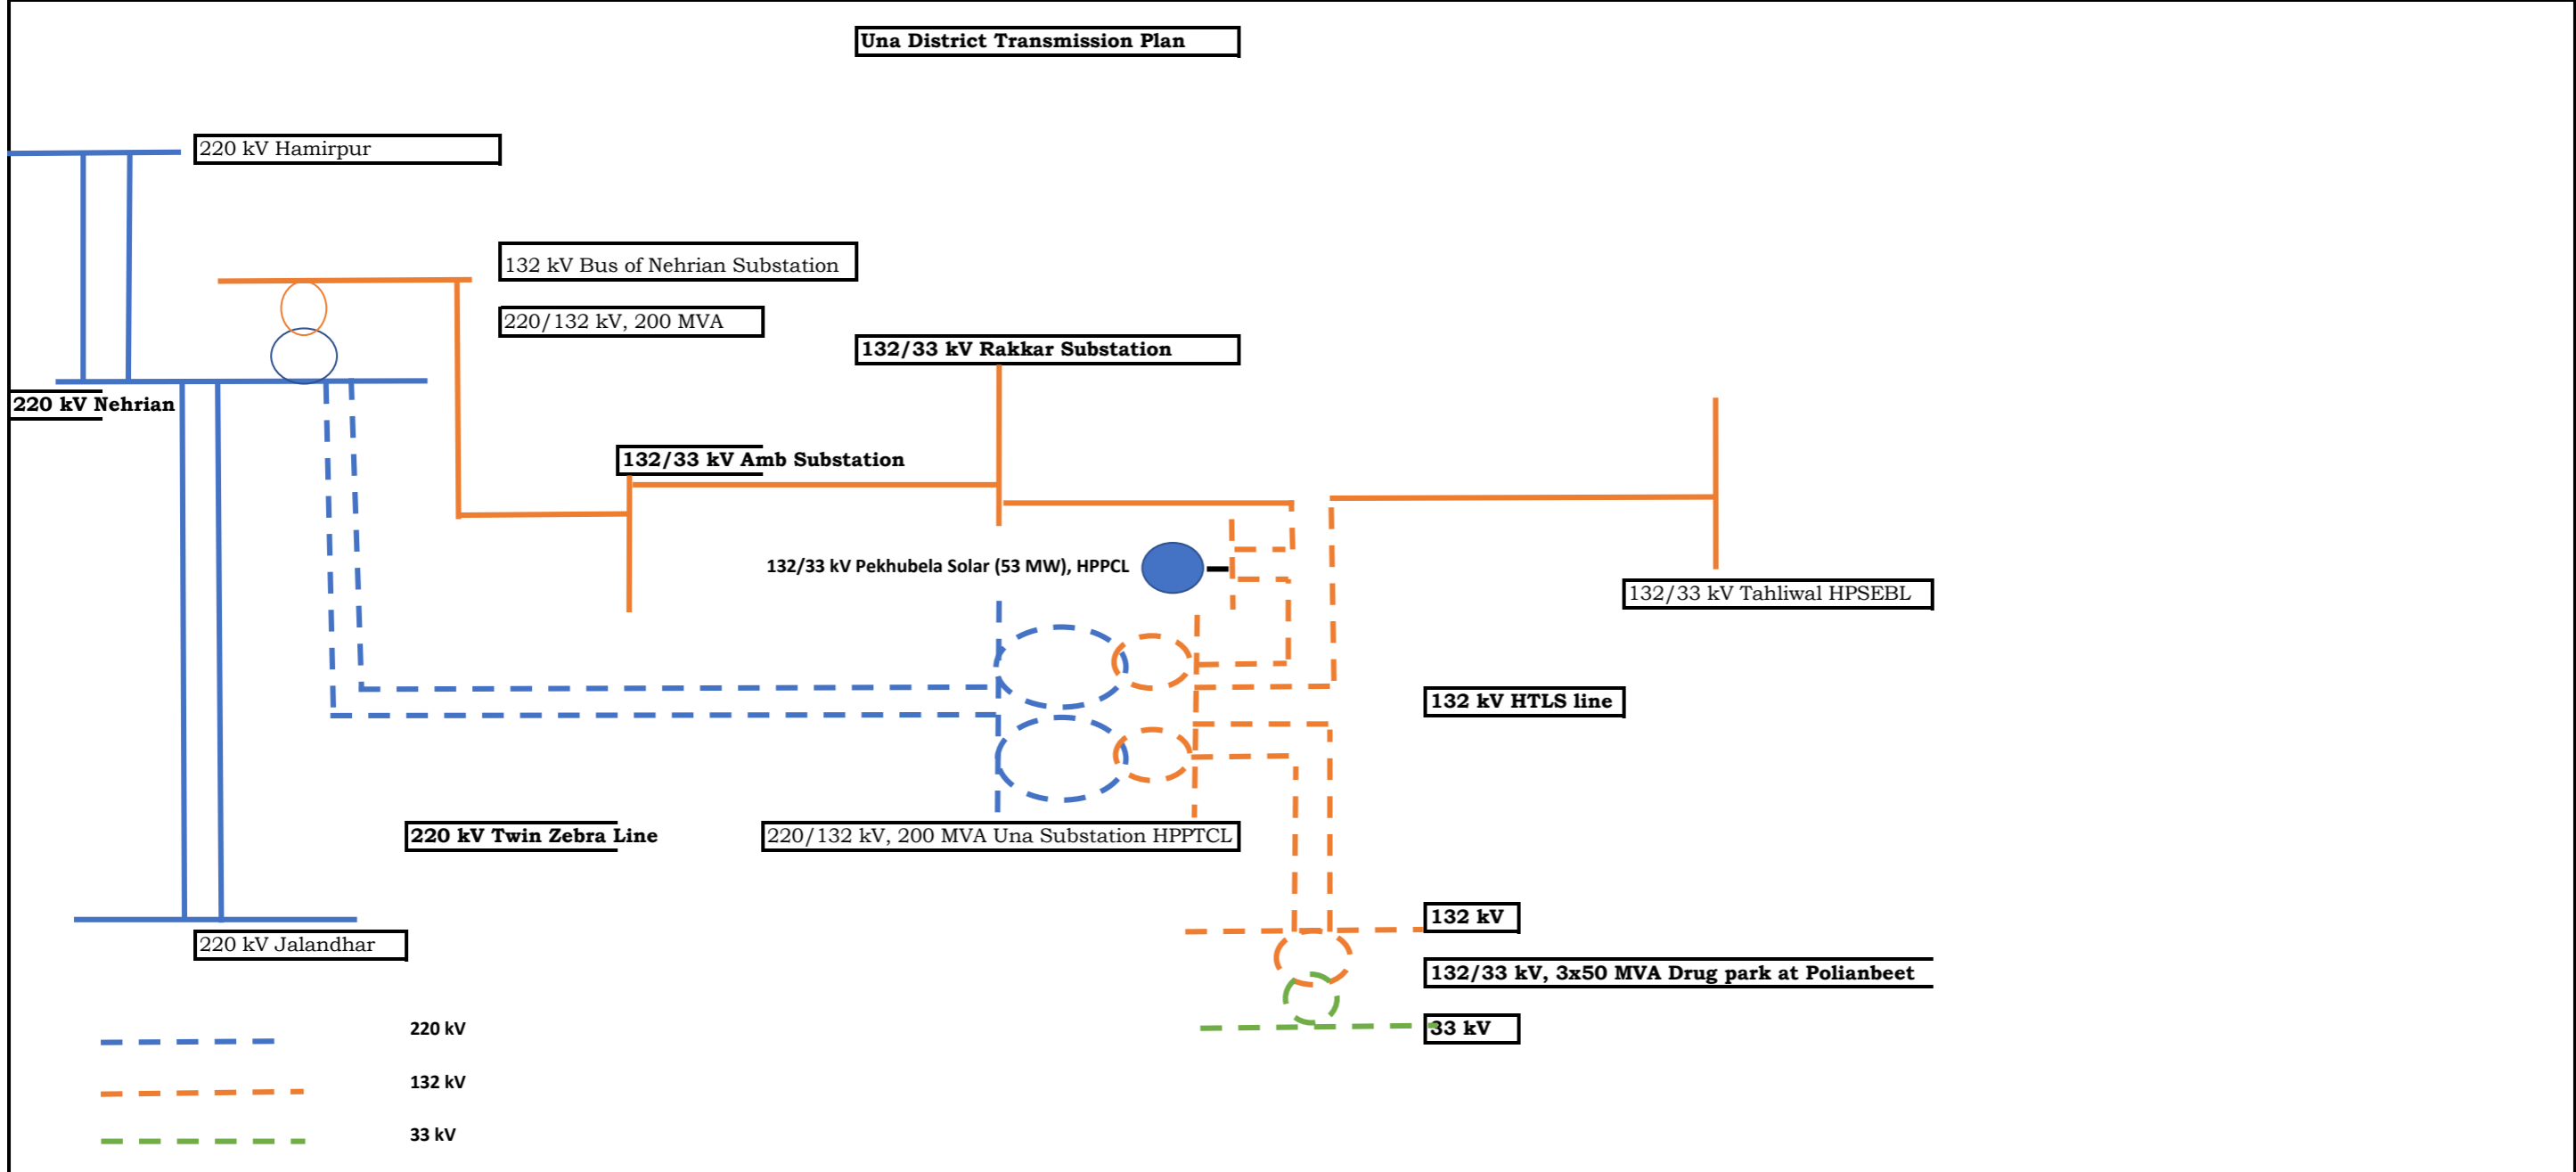 Una District Transmission Plan
220 kV Hamirpur
132 kV Bus of Nehrian Substation
220/132 kV, 200 MVA
132/33 kV Rakkar Substation
220 kV Nehrian
132/33 kV Amb Substation
132/33 kV Pekhubela Solar (53 MW), HPPCL
132/33 kV Tahliwal HPSEBL
132 kV HTLS line
220 kV Twin Zebra Line
220/132 kV, 200 MVA Una Substation HPPTCL
132 kV
220 kV Jalandhar
132/33 kV, 3x50 MVA Drug park at Polianbeet
33 kV
220 kV
132 kV
33 kV